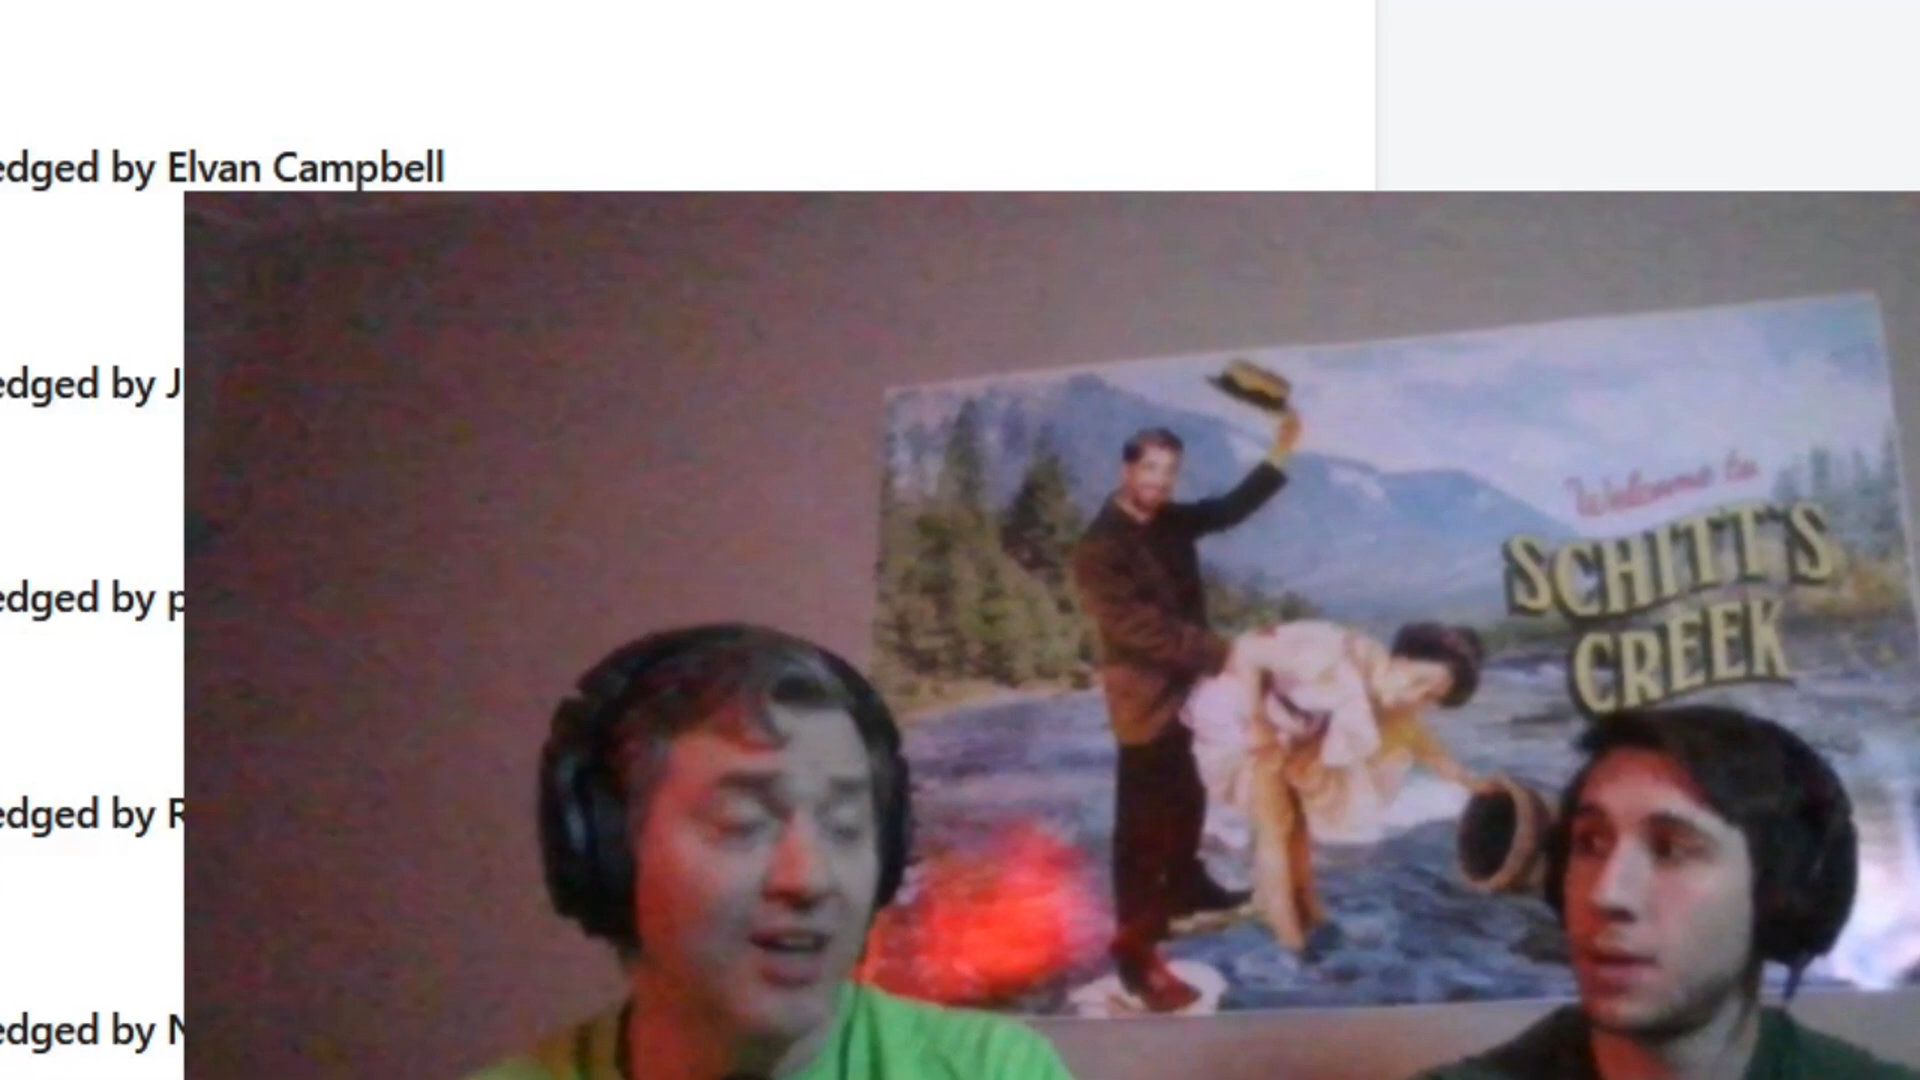 edged by Elvan Campbell
edged by J
edged by p
edged by R
edged by N
Welcome to
SCHITT'S
CREEK